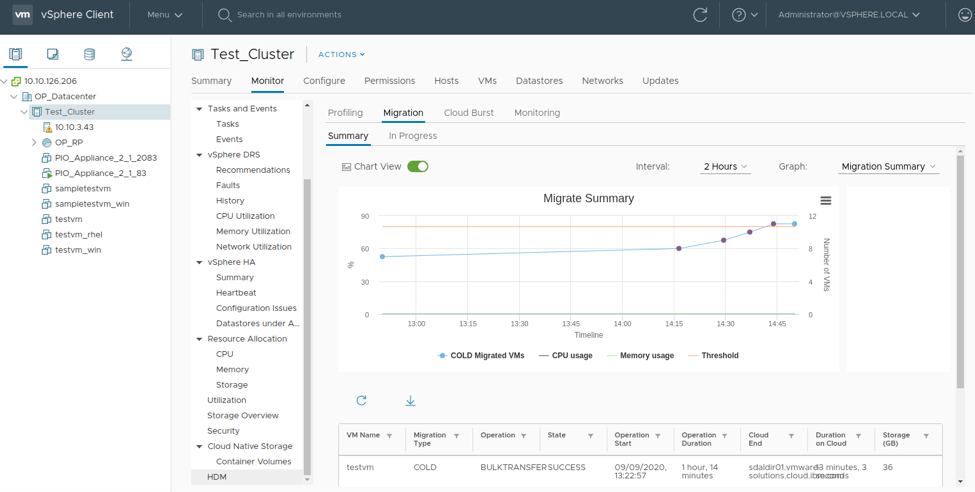 vm vSphere Client Menu Search in all environments Administrator@VSPHERE.LOCAL
10.10.126.206
OP_Datacenter
Test_Cluster
10.10.3.43
OP_RP
PIO_Appliance_2_1_2083
PIO_Appliance_2_1_83
sampletestvm
sampletestvm_win
testvm
testvm_rhel
testvm_win
Test_Cluster ACTIONS
Summary Monitor Configure Permissions Hosts VMs Datastores Networks Updates
Tasks and Events
Tasks
Events
vSphere DRS
Recommendations
Faults
History
CPU Utilization
Memory Utilization
Network Utilization
vSphere HA
Summary
Heartbeat
Configuration Issues
Datastores under A...
Resource Allocation
CPU
Memory
Storage
Utilization
Storage Overview
Security
Cloud Native Storage
Container Volumes
HDM
Profiling Migration Cloud Burst Monitoring
Summary In Progress
Chart View Interval: 2 Hours Graph: Migration Summary
Migrate Summary
90 12
60 8
30 4
0 0
%
Number of VMs
13:00 13:15 13:30 13:45 14:00 14:15 14:30 14:45
Timeline
COLD Migrated VMs CPU usage Memory usage Threshold
VM Name Migration Type Operation State Operation Start Operation Duration Cloud End Duration on Cloud Storage (GB)
testvm COLD BULKTRANSFER SUCCESS 09/09/2020, 1 hour, 14 sdaldir01.vmware- 13 minutes, 3 36
13:22:57 minutes solutions.cloud.ibm.com seconds